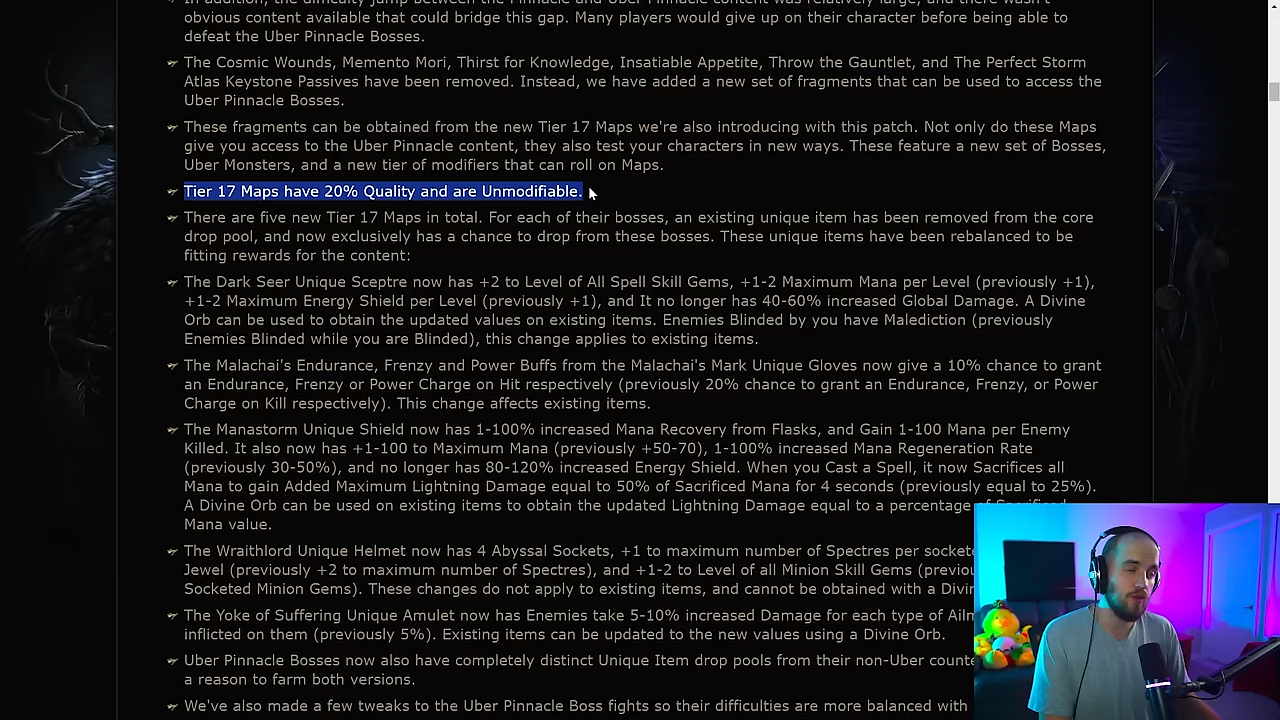 In addition, the difficulty jump between the Pinnacle and Uber Pinnacle content was relatively large, and there wasn't
obvious content available that could bridge this gap. Many players would give up on their character before being able to
defeat the Uber Pinnacle Bosses.
The Cosmic Wounds, Memento Mori, Thirst for Knowledge, Insatiable Appetite, Throw the Gauntlet, and The Perfect Storm
Atlas Keystone Passives have been removed. Instead, we have added a new set of fragments that can be used to access the
Uber Pinnacle Bosses.
These fragments can be obtained from the new Tier 17 Maps we're also introducing with this patch. Not only do these Maps
give you access to the Uber Pinnacle content, they also test your characters in new ways. These feature a new set of Bosses,
Uber Monsters, and a new tier of modifiers that can roll on Maps.
Tier 17 Maps have 20% Quality and are Unmodifiable.
There are five new Tier 17 Maps in total. For each of their bosses, an existing unique item has been removed from the core
drop pool, and now exclusively has a chance to drop from these bosses. These unique items have been rebalanced to be
fitting rewards for the content:
The Dark Seer Unique Sceptre now has +2 to Level of All Spell Skill Gems, +1-2 Maximum Mana per Level (previously +1),
+1-2 Maximum Energy Shield per Level (previously +1), and It no longer has 40-60% increased Global Damage. A Divine
Orb can be used to obtain the updated values on existing items. Enemies Blinded by you have Malediction (previously
Enemies Blinded while you are Blinded), this change applies to existing items.
The Malachai's Endurance, Frenzy and Power Buffs from the Malachai's Mark Unique Gloves now give a 10% chance to grant
an Endurance, Frenzy or Power Charge on Hit respectively (previously 20% chance to grant an Endurance, Frenzy, or Power
Charge on Kill respectively). This change affects existing items.
The Manastorm Unique Shield now has 1-100% increased Mana Recovery from Flasks, and Gain 1-100 Mana per Enemy
Killed. It also now has +1-100 to Maximum Mana (previously +50-70), 1-100% increased Mana Regeneration Rate
(previously 30-50%), and no longer has 80-120% increased Energy Shield. When you Cast a Spell, it now Sacrifices all
Mana to gain Added Maximum Lightning Damage equal to 50% of Sacrificed Mana for 4 seconds (previously equal to 25%).
A Divine Orb can be used on existing items to obtain the updated Lightning Damage equal to a percentage of Sacrificed
Mana value.
The Wraithlord Unique Helmet now has 4 Abyssal Sockets, +1 to maximum number of Spectres per socke
Jewel (previously +2 to maximum number of Spectres), and +1-2 to Level of all Minion Skill Gems (previou
Socketed Minion Gems). These changes do not apply to existing items, and cannot be obtained with a Divin
The Yoke of Suffering Unique Amulet now has Enemies take 5-10% increased Damage for each type of Ailm
inflicted on them (previously 5%). Existing items can be updated to the new values using a Divine Orb.
Uber Pinnacle Bosses now also have completely distinct Unique Item drop pools from their non-Uber counte
a reason to farm both versions.
We've also made a few tweaks to the Uber Pinnacle Boss fights so their difficulties are more balanced with